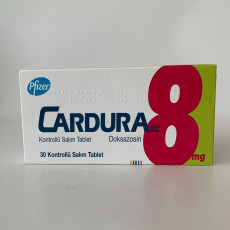 Pfizer
CARDURA XL 8 mg
Kontrollü Salım Tablet
Doksazosin
30 Kontrollü Salım Tablet